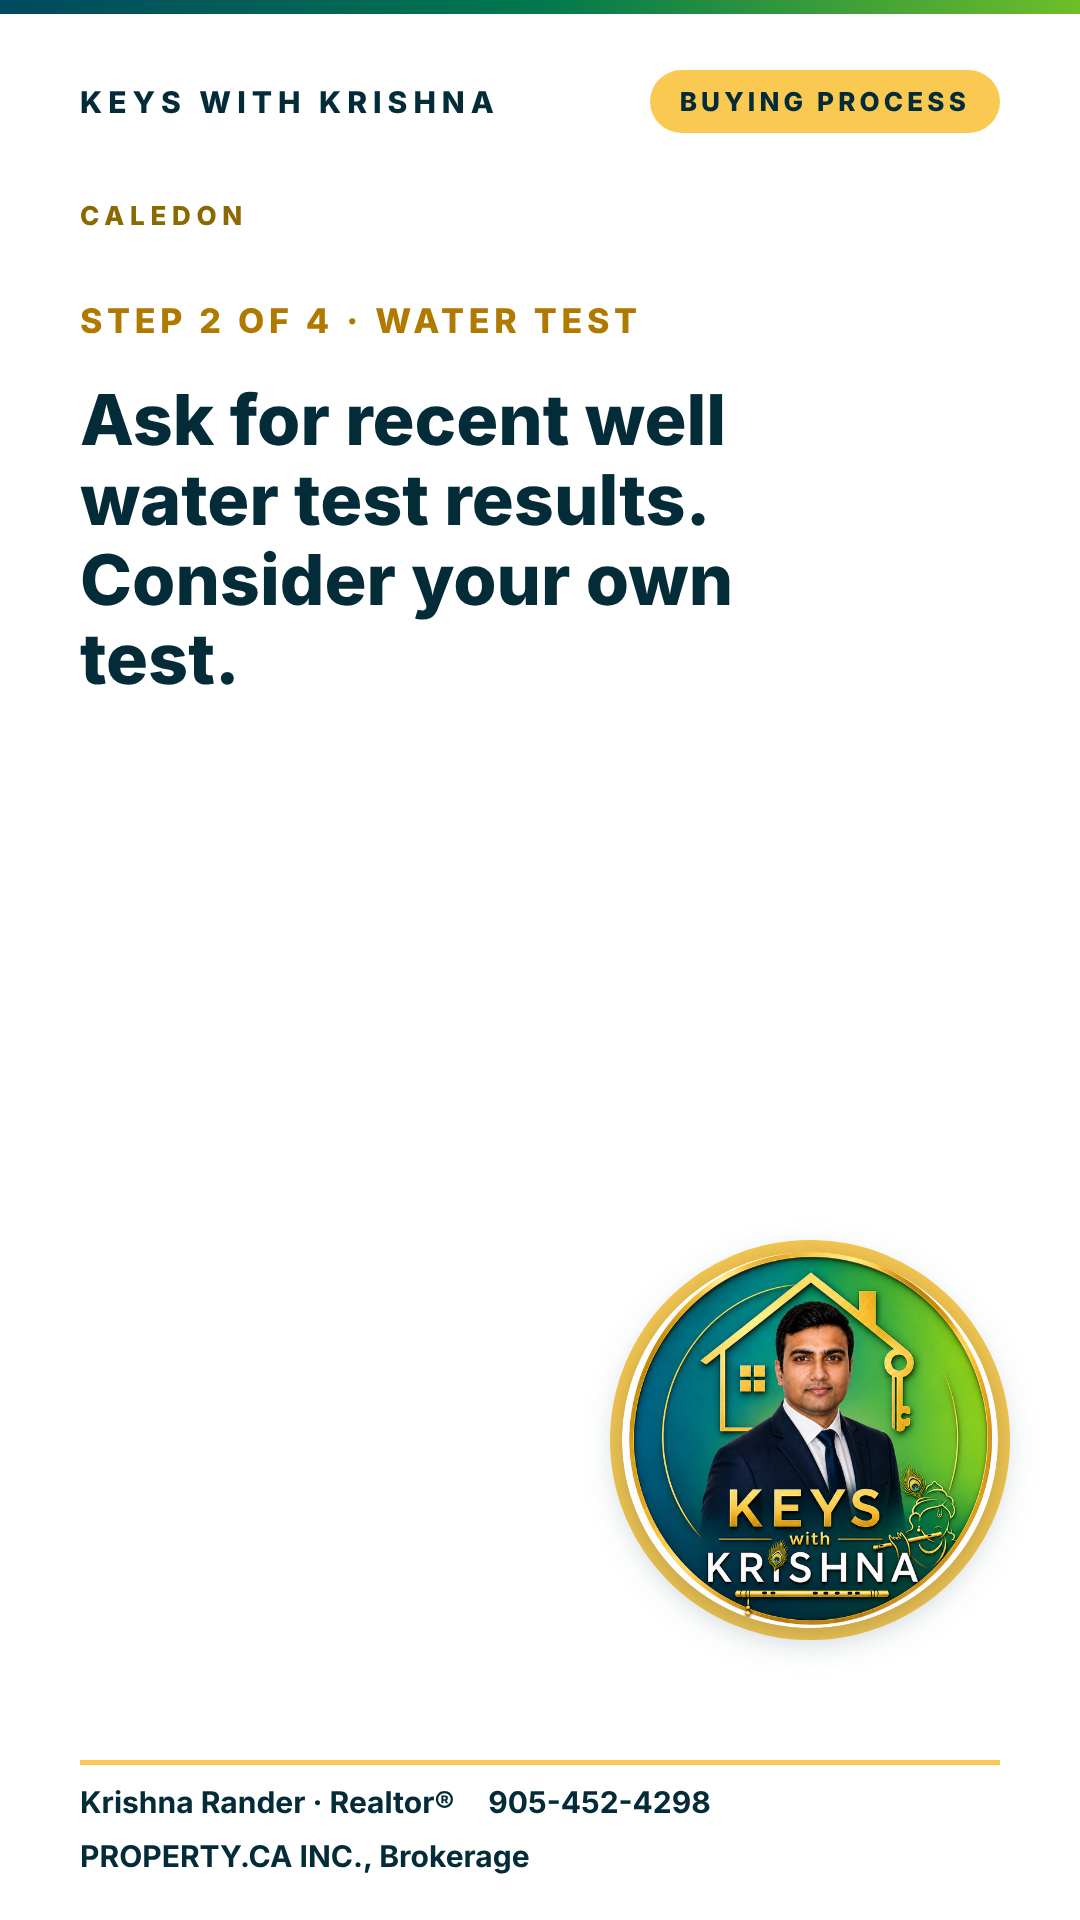 KEYS WITH KRISHNA
BUYING PROCESS
CALEDON
STEP 2 OF 4 · WATER TEST
Ask for recent well
water test results.
Consider your own
test.
KEYS
with
KRISHNA
Krishna Rander · Realtor® 905-452-4298
PROPERTY.CA INC., Brokerage